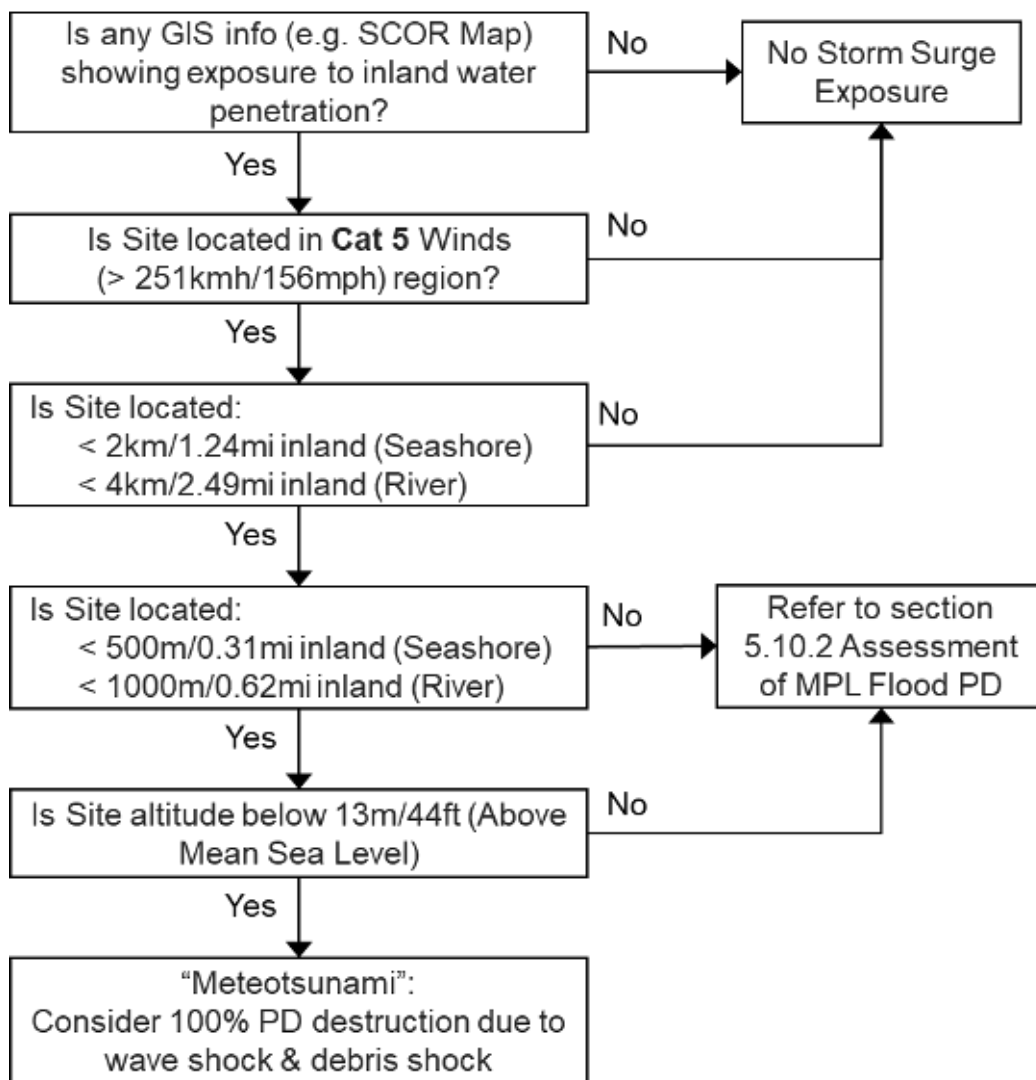 Is any GIS info (e.g. SCOR Map)
showing exposure to inland water
penetration?
No
No Storm Surge
Exposure
Yes
Is Site located in Cat 5 Winds
(> 251kmh/156mph) region?
No
Yes
Is Site located:
< 2km/1.24mi inland (Seashore)
< 4km/2.49mi inland (River)
No
Yes
Is Site located:
< 500m/0.31mi inland (Seashore)
< 1000m/0.62mi inland (River)
No
Refer to section
5.10.2 Assessment
of MPL Flood PD
Yes
Is Site altitude below 13m/44ft (Above
Mean Sea Level)
No
Yes
“Meteotsunami”:
Consider 100% PD destruction due to
wave shock & debris shock